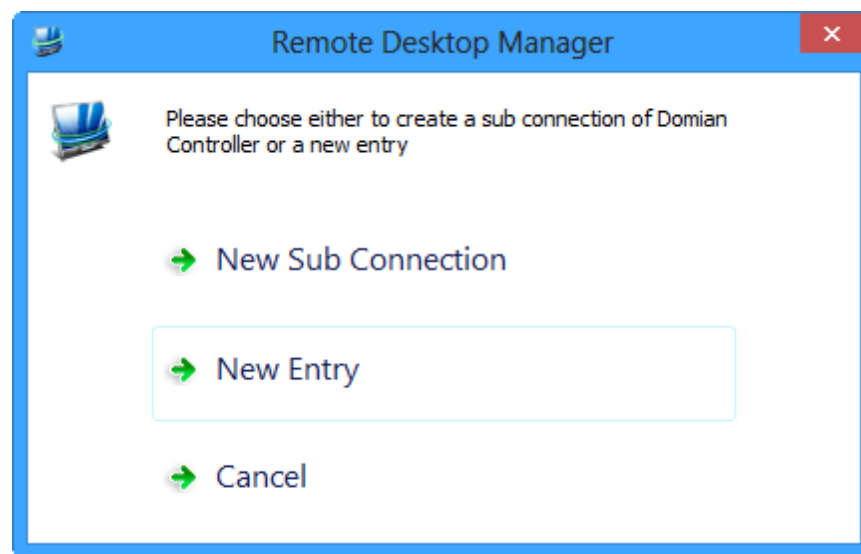 Remote Desktop Manager
Please choose either to create a sub connection of Domian
Controller or a new entry
New Sub Connection
New Entry
Cancel